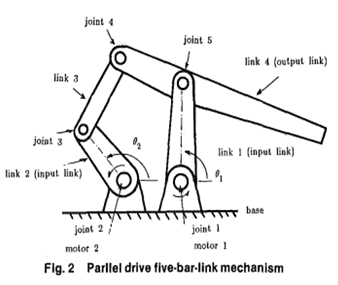 joint 4
joint 5
link 3
link 4 (output link)
joint 3
θ2
link 2 (input link)
link 1 (input link)
θ1
base
joint 2
joint 1
motor 2
motor 1
Fig. 2 Parllel drive five-bar-link mechanism